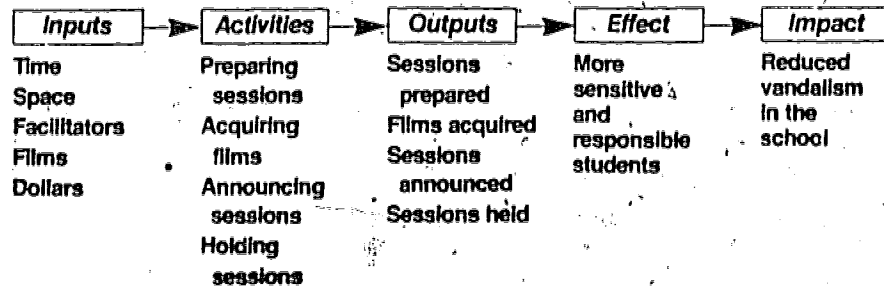 Inputs
Activities
Outputs
Effect
Impact
Time
Space
Facilitators
Films
Dollars
Preparing
sessions
Acquiring
films
Announcing
sessions
Holding
sessions
Sessions
prepared
Films acquired
Sessions
announced
Sessions held
More
sensitive
and
responsible
students
Reduced
vandalism
in the
school